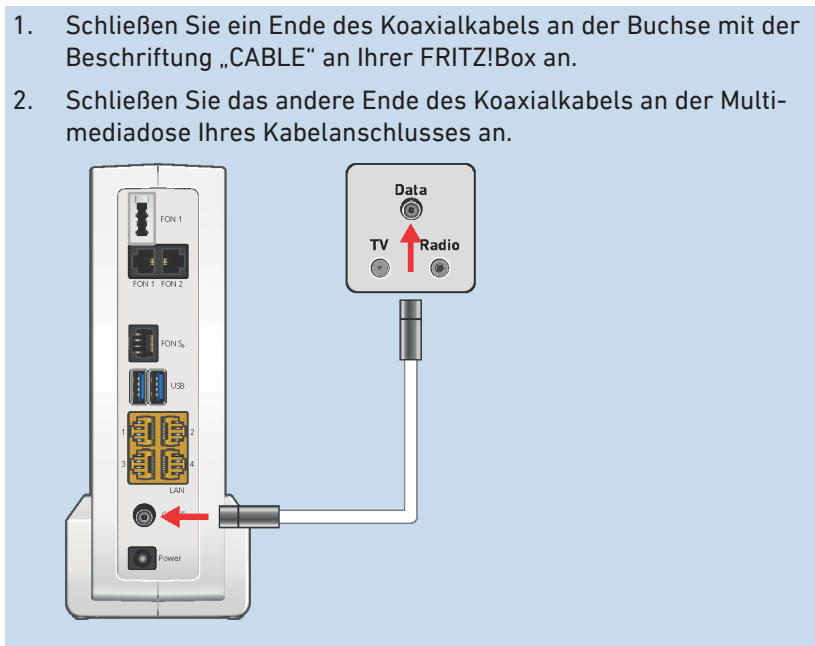 1. Schließen Sie ein Ende des Koaxialkabels an der Buchse mit der
Beschriftung „CABLE“ an Ihrer FRITZ!Box an.
2. Schließen Sie das andere Ende des Koaxialkabels an der Multi-
mediadose Ihres Kabelanschlusses an.
Data
TV Radio
FON 1
FON 1 FON 2
FON S₀
USB
1 2
3 4
LAN
Power